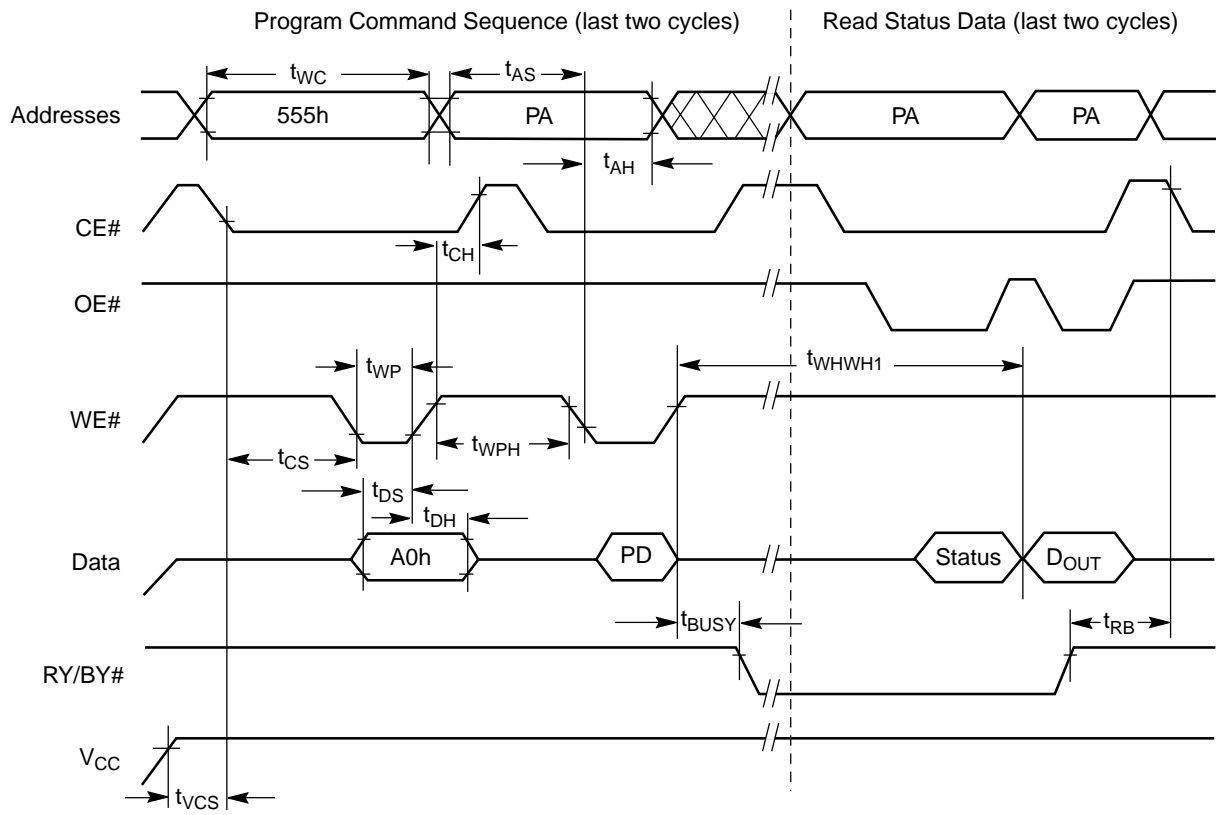 Program Command Sequence (last two cycles)
Read Status Data (last two cycles)
tWC
tAS
Addresses
555h
PA
PA
PA
tAH
CE#
tCH
OE#
tWP
tWHWH1
WE#
tCS
tWPH
tDS
tDH
Data
A0h
PD
Status
DOUT
tBUSY
tRB
RY/BY#
VCC
tVCS